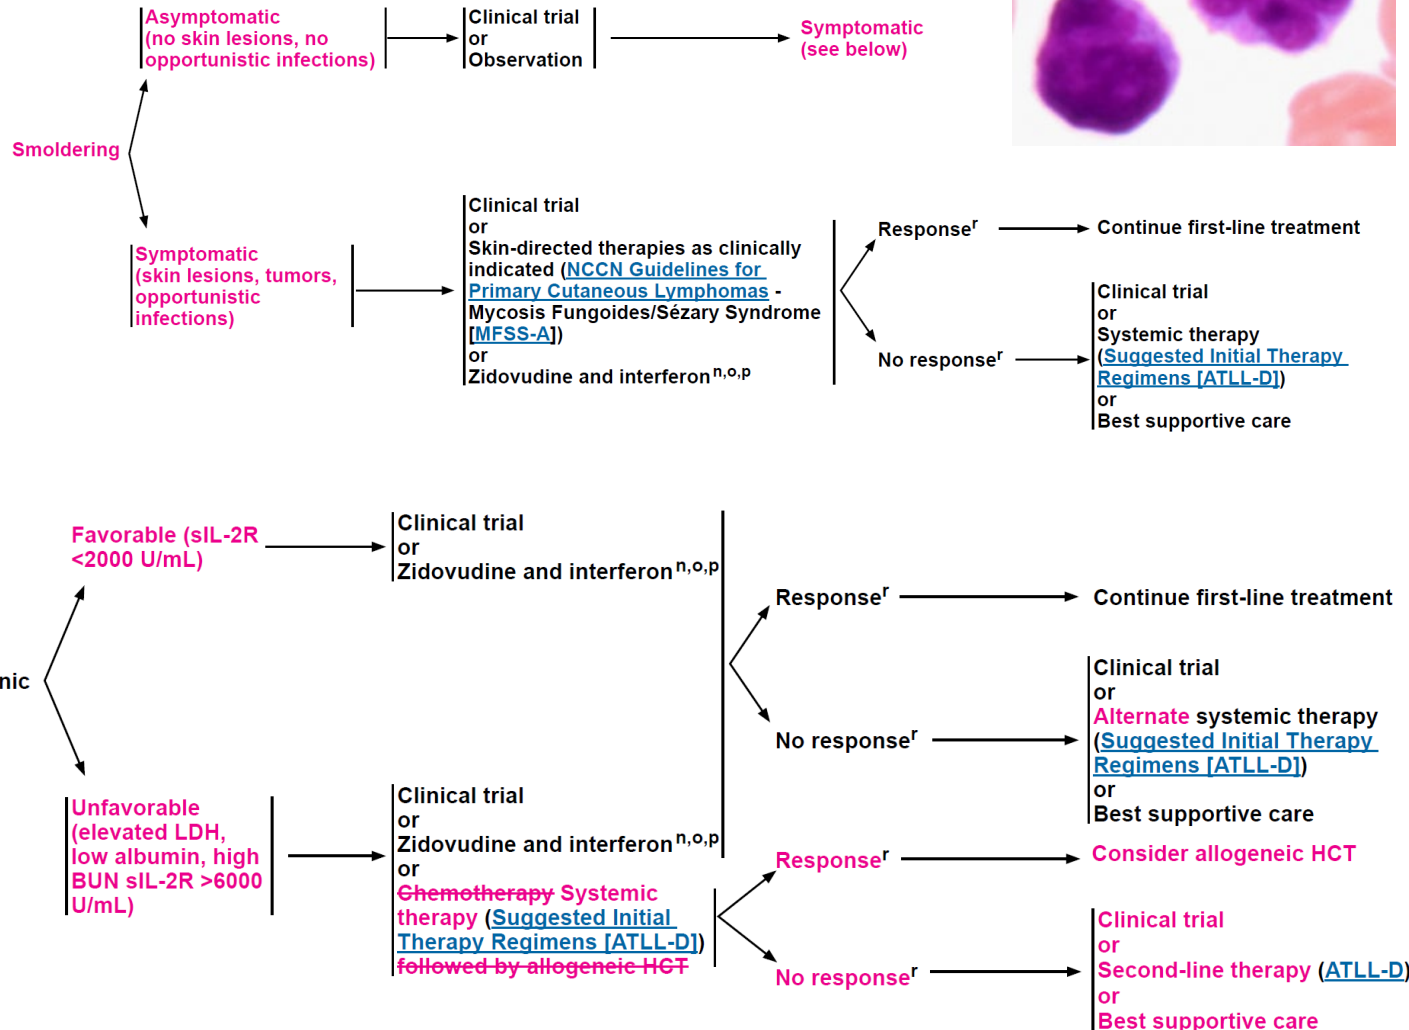 Asymptomatic
(no skin lesions, no
opportunistic infections)
Clinical trial
or
Observation
Symptomatic
(see below)
Smoldering
Symptomatic
(skin lesions, tumors,
opportunistic
infections)
Clinical trial
or
Skin-directed therapies as clinically
indicated (NCCN Guidelines for
Primary Cutaneous Lymphomas -
Mycosis Fungoides/Sézary Syndrome
[MFSS-A])
or
Zidovudine and interferon n,o,p
Response r
Continue first-line treatment
No response r
Clinical trial
or
Systemic therapy
(Suggested Initial Therapy
Regimens [ATLL-D])
or
Best supportive care
nic
Favorable (sIL-2R
<2000 U/mL)
Clinical trial
or
Zidovudine and interferon n,o,p
Response r
Continue first-line treatment
No response r
Clinical trial
or
Alternate systemic therapy
(Suggested Initial Therapy
Regimens [ATLL-D])
or
Best supportive care
Unfavorable
(elevated LDH,
low albumin, high
BUN sIL-2R >6000
U/mL)
Clinical trial
or
Zidovudine and interferon n,o,p
or
Chemotherapy Systemic
therapy (Suggested Initial
Therapy Regimens [ATLL-D])
followed by allogeneic HCT
Response r
Consider allogeneic HCT
No response r
Clinical trial
or
Second-line therapy (ATLL-D)
or
Best supportive care